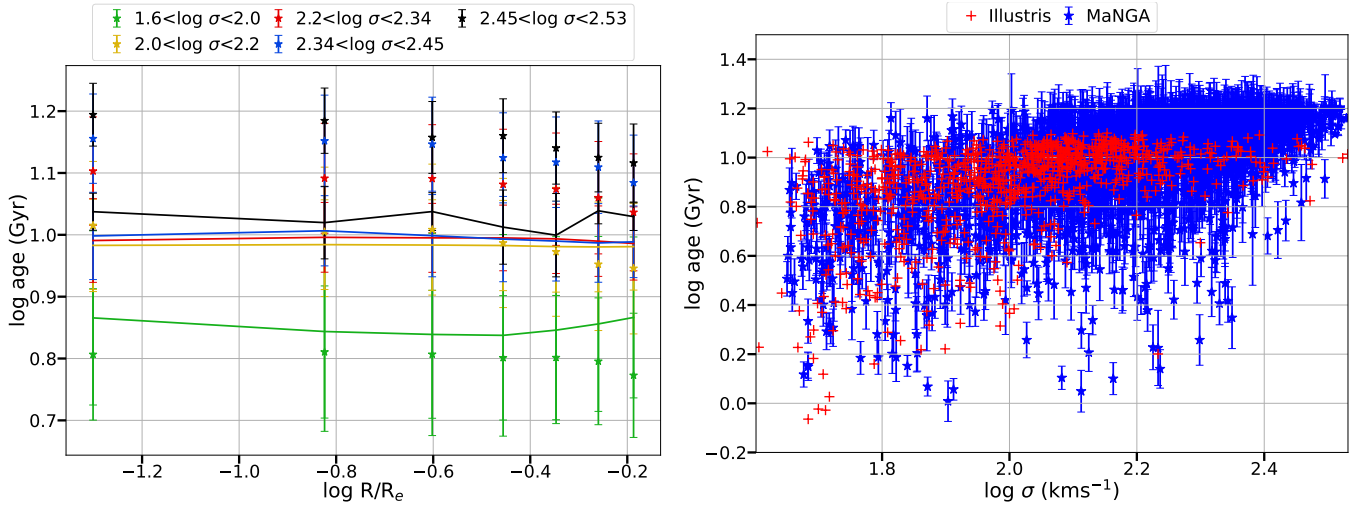 1.6<log σ<2.0
2.2<log σ<2.34
2.45<log σ<2.53
2.0<log σ<2.2
2.34<log σ<2.45
1.2
1.1
1.0
0.9
0.8
0.7
log age (Gyr)
−1.2
−1.0
−0.8
−0.6
−0.4
−0.2
log R/Rₑ
Illustris
MaNGA
1.4
1.2
1.0
0.8
0.6
0.4
0.2
0.0
−0.2
log age (Gyr)
1.8
2.0
2.2
2.4
log σ (kms⁻¹)